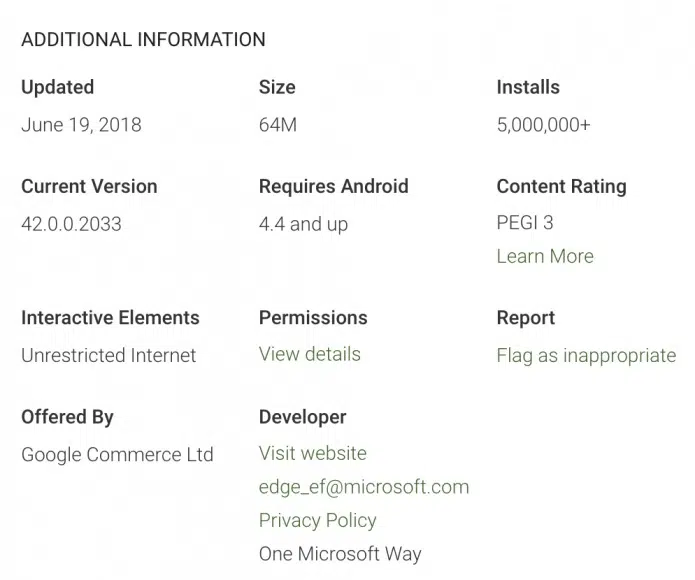 ADDITIONAL INFORMATION
Updated
June 19, 2018
Size
64M
Installs
5,000,000+
Current Version
42.0.0.2033
Requires Android
4.4 and up
Content Rating
PEGI 3
Learn More
Interactive Elements
Unrestricted Internet
Permissions
View details
Report
Flag as inappropriate
Offered By
Google Commerce Ltd
Developer
Visit website
edge_ef@microsoft.com
Privacy Policy
One Microsoft Way